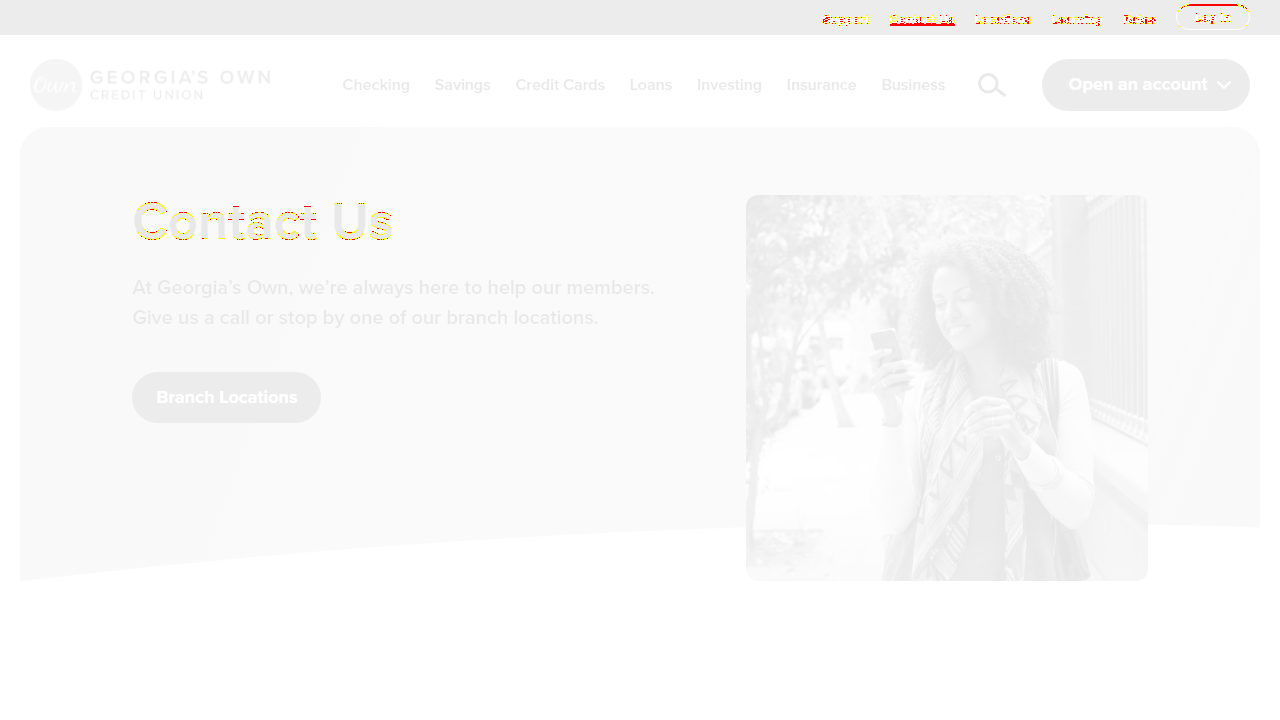 Support Contact Us Locations Learning News Log In
Own GEORGIA'S OWN
CREDIT UNION
Checking Savings Credit Cards Loans Investing Insurance Business Open an account
Contact Us
At Georgia's Own, we're always here to help our members.
Give us a call or stop by one of our branch locations.
Branch Locations